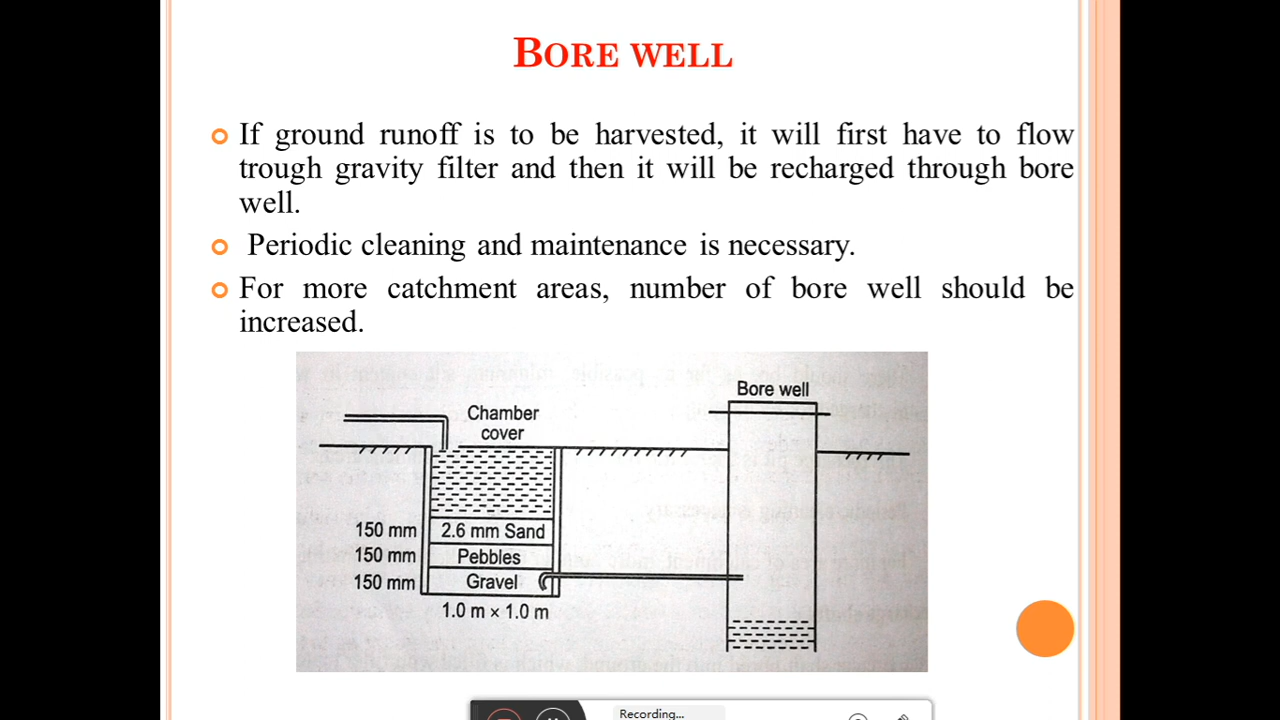 BORE WELL
If ground runoff is to be harvested, it will first have to flow
trough gravity filter and then it will be recharged through bore
well.
Periodic cleaning and maintenance is necessary.
For more catchment areas, number of bore well should be
increased.
Bore well
Chamber
cover
150 mm 2.6 mm Sand
150 mm Pebbles
150 mm Gravel
1.0 m × 1.0 m
Recording...